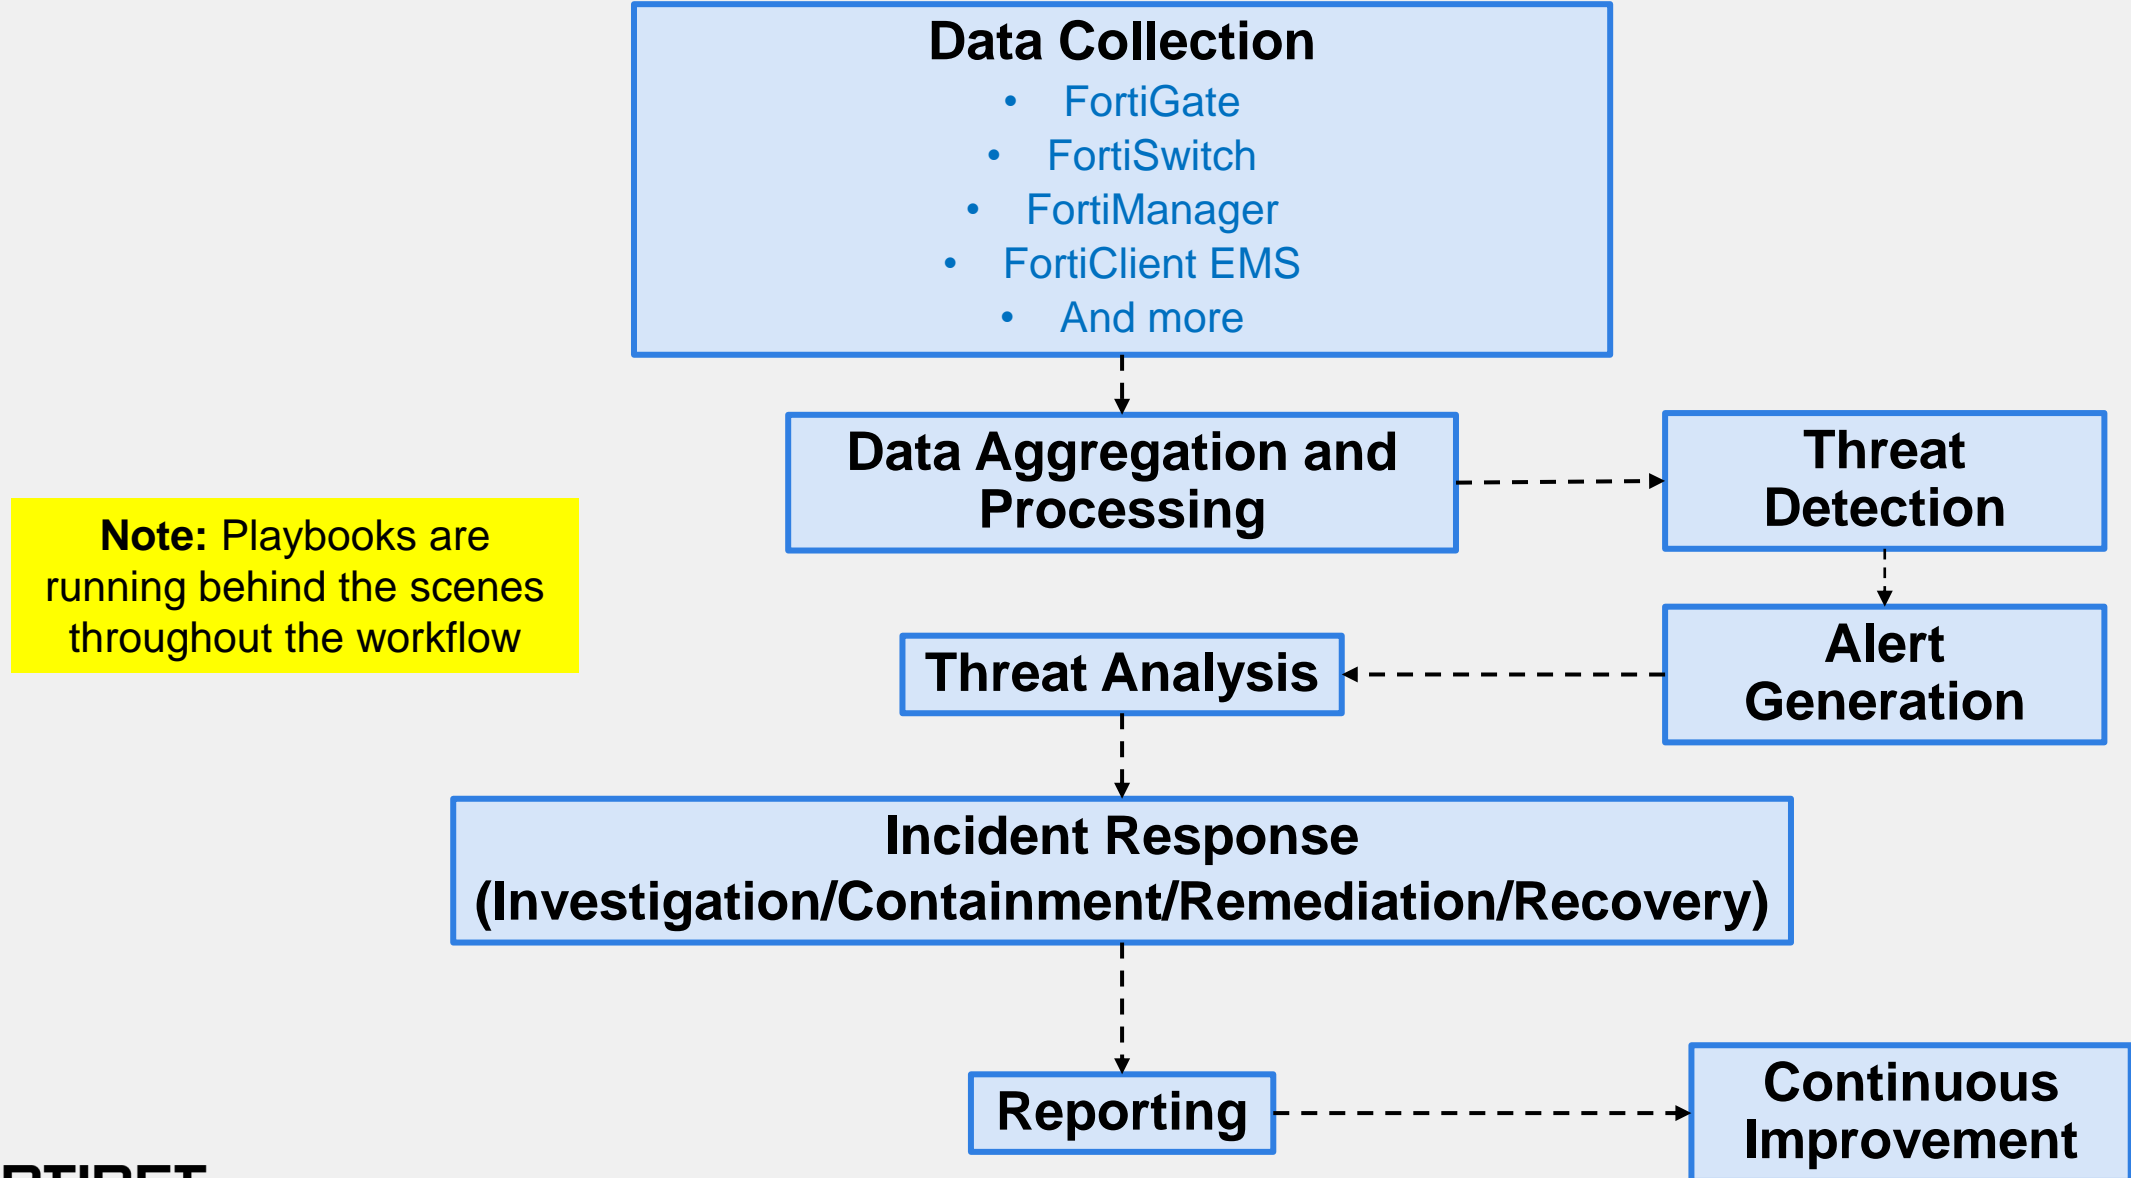 Data Collection
• FortiGate
• FortiSwitch
• FortiManager
• FortiClient EMS
• And more
Data Aggregation and
Processing
Threat
Detection
Note: Playbooks are
running behind the scenes
throughout the workflow
Alert
Generation
Threat Analysis
Incident Response
(Investigation/Containment/Remediation/Recovery)
Reporting
Continuous
Improvement